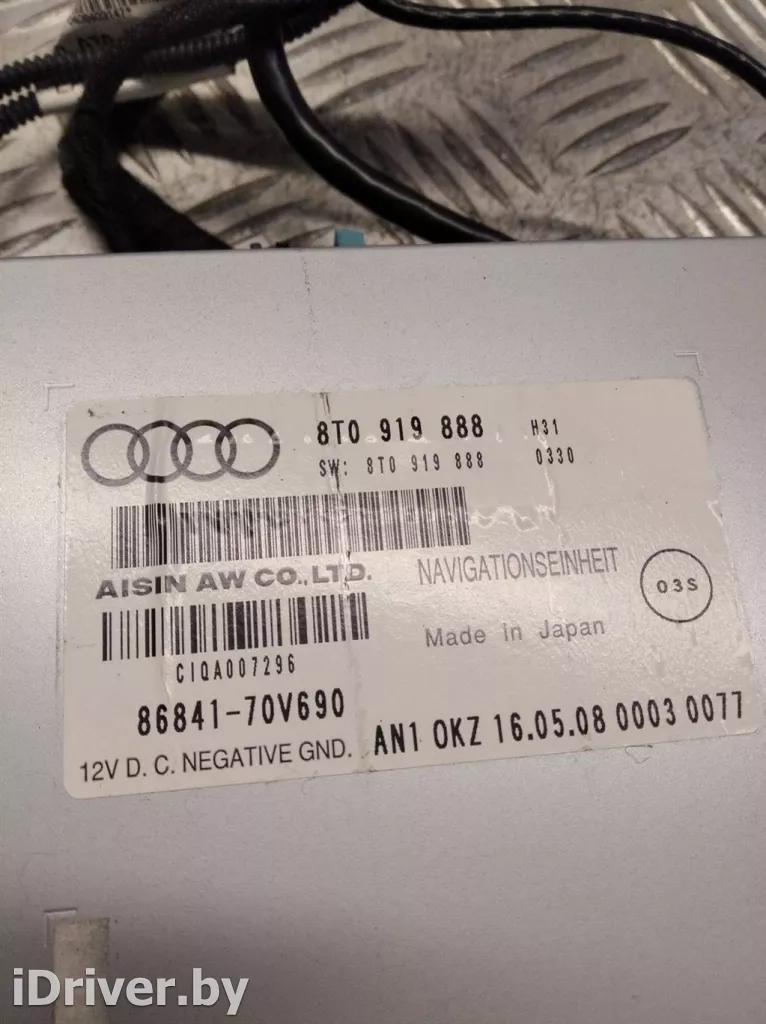 8T0 919 888 H31
SW: 8T0 919 888 0330
AISIN AW CO.,LTD.
NAVIGATIONSEINHEIT
03S
Made in Japan
CIQA007296
86841-70V690
12V D. C. NEGATIVE GND.
AN1 0KZ 16.05.08 0003 0077
iDriver.by